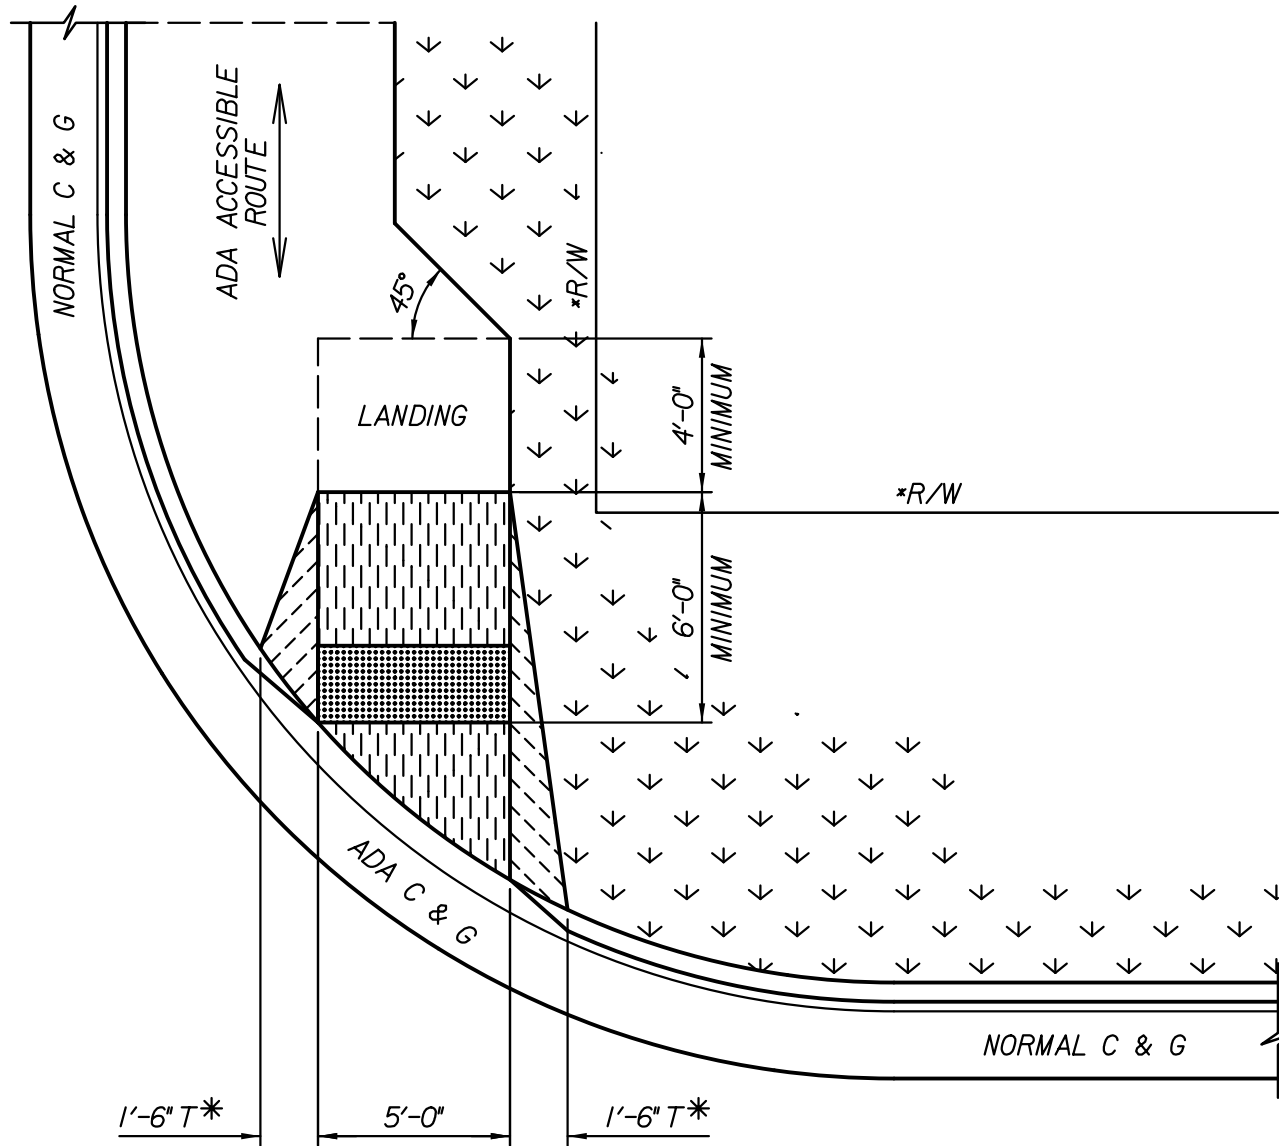 ADA ACCESSIBLE
ROUTE
NORMAL C & G
*R/W
45°
LANDING
4'-0"
MINIMUM
*R/W
6'-0"
MINIMUM
ADA C & G
NORMAL C & G
1'-6" T*
5'-0"
1'-6" T*